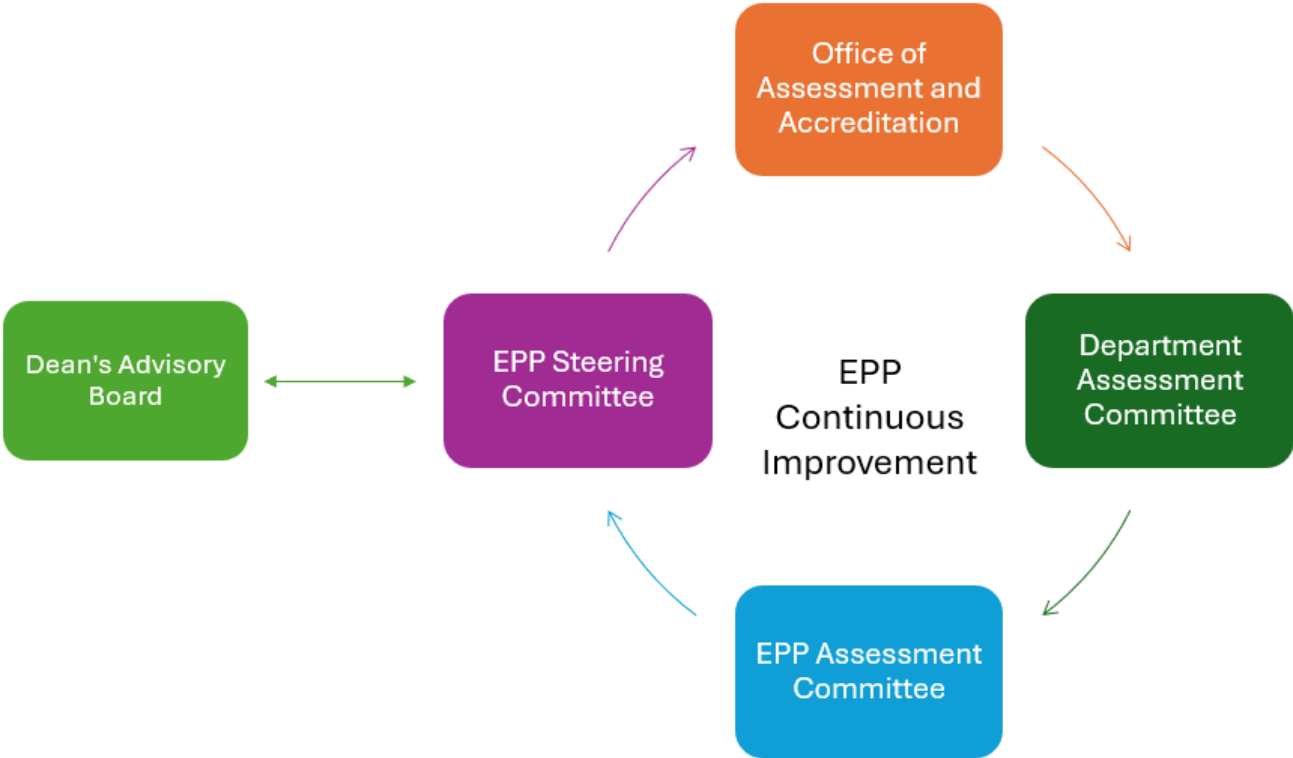 Office of
Assessment and
Accreditation
Dean's Advisory
Board
EPP Steering
Committee
EPP
Continuous
Improvement
Department
Assessment
Committee
EPP Assessment
Committee